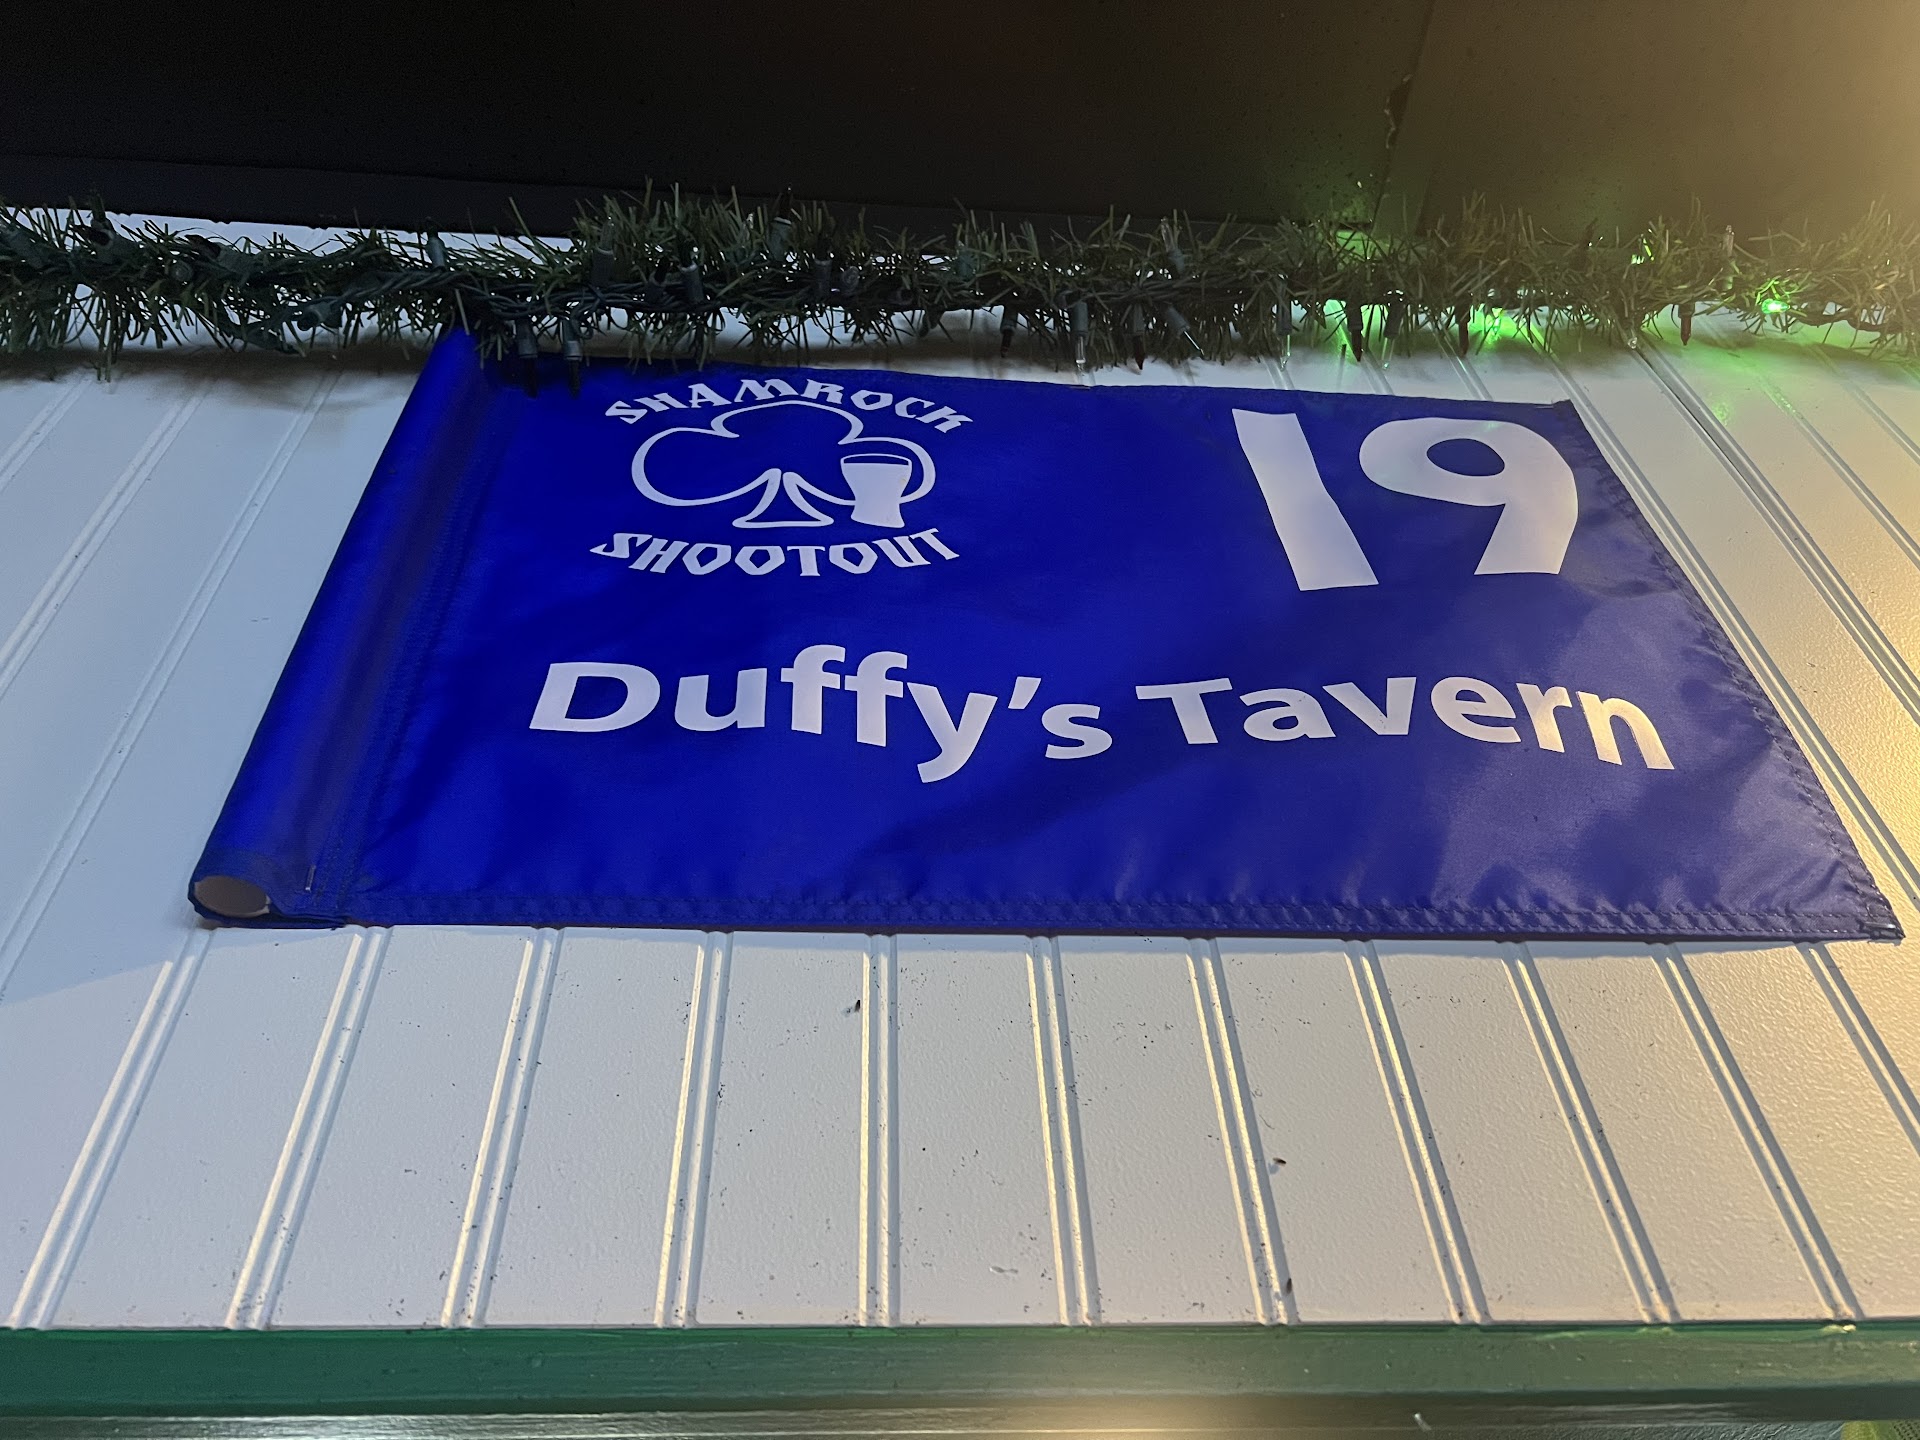 SHAMROCK
SHOOTOUT
19
Duffy's Tavern